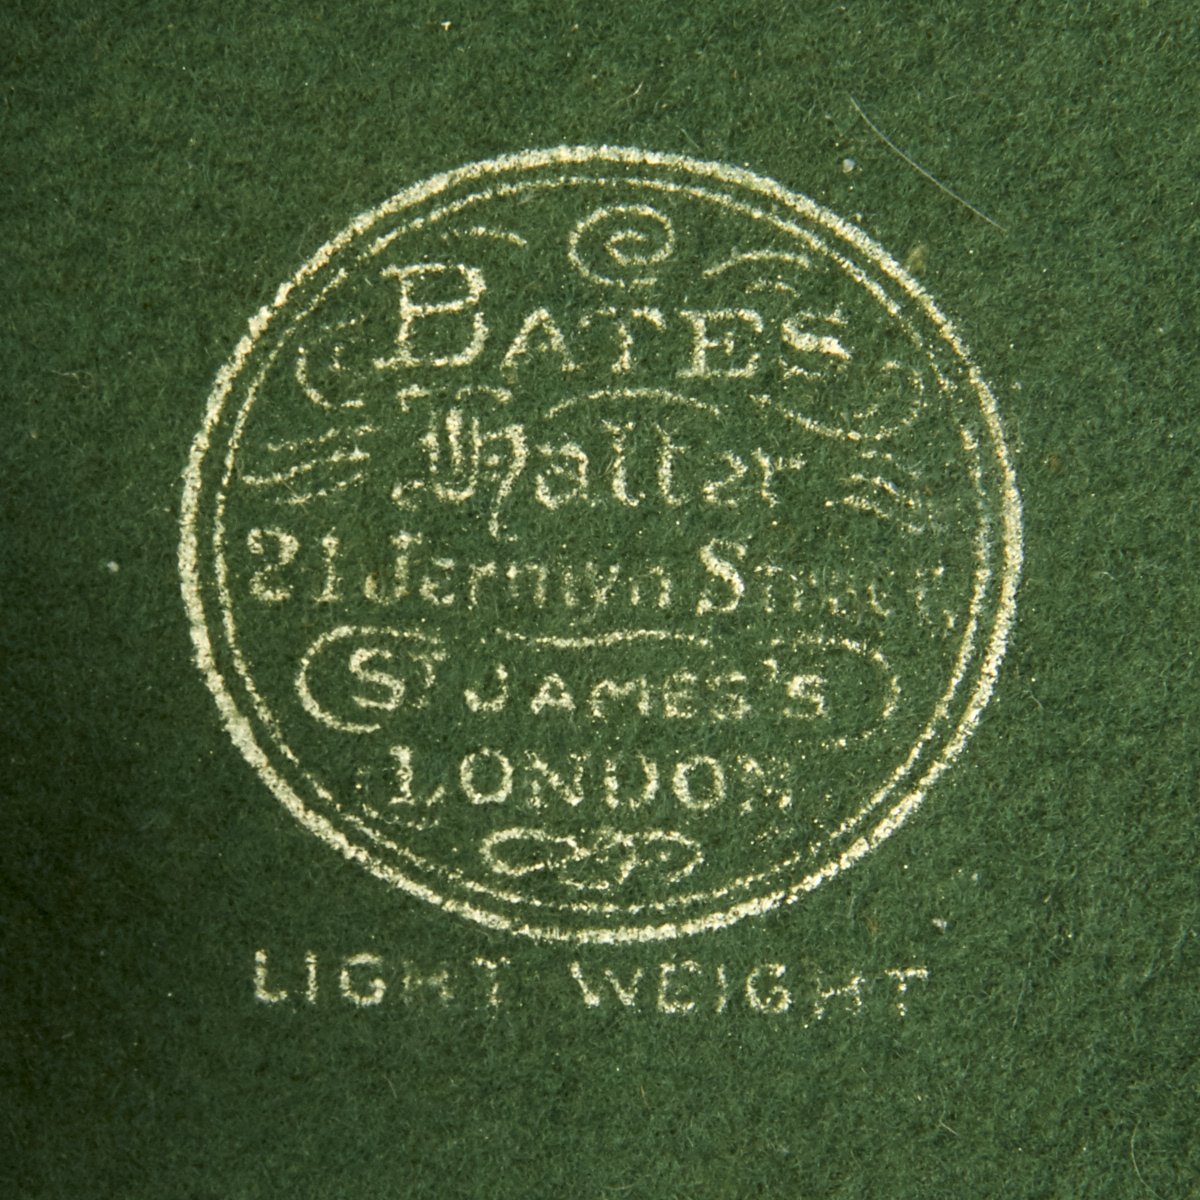 BATES
Hatter
21 Jermyn Street,
ST JAMES'S
LONDON
LIGHT WEIGHT